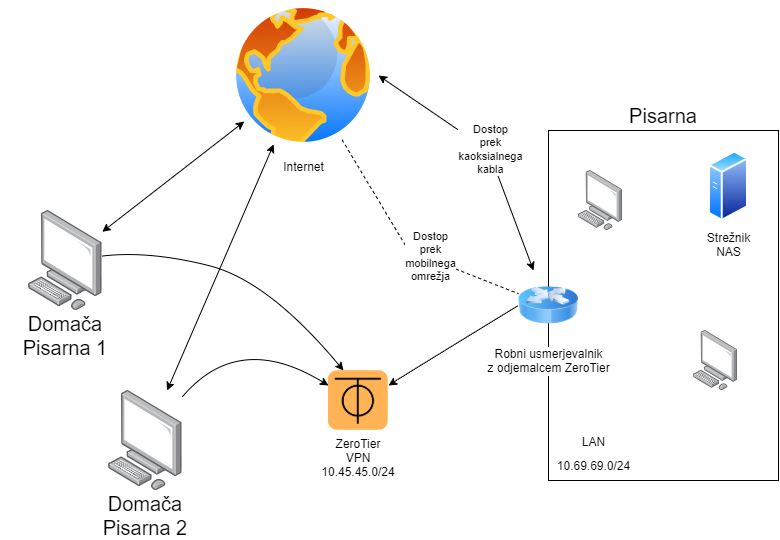 Internet
Dostop
prek
kaoksialnega
kabla
Pisarna
Strežnik
NAS
Dostop
prek
mobilnega
omrežja
Domača
Pisarna 1
Robni usmerjevalnik
z odjemalcem ZeroTier
ZeroTier
VPN
10.45.45.0/24
LAN
10.69.69.0/24
Domača
Pisarna 2